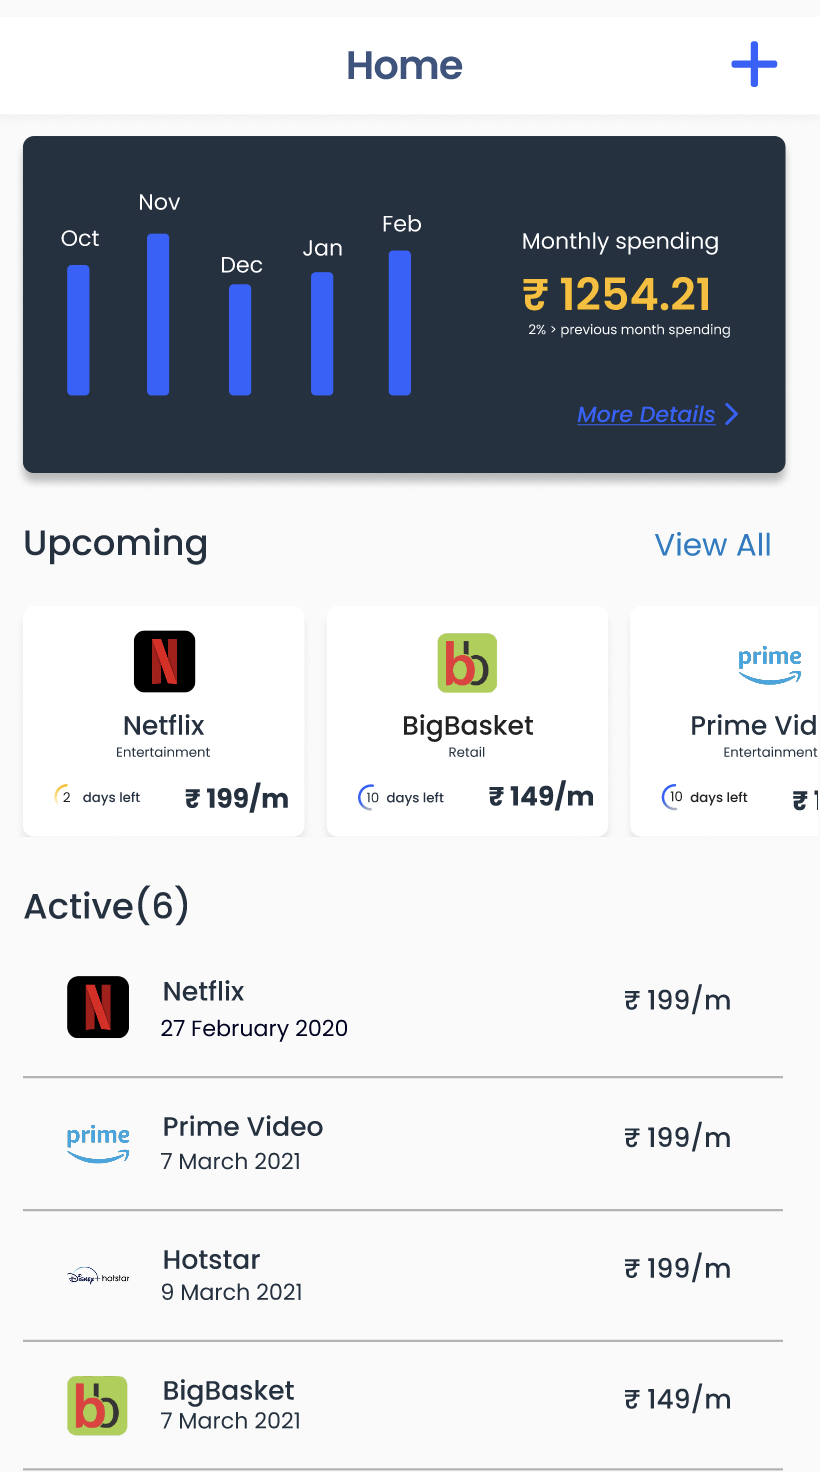 Home
Oct
Nov
Dec
Jan
Feb
Monthly spending
₹ 1254.21
2% > previous month spending
More Details
Upcoming
View All
N
Netflix
Entertainment
2 days left
₹ 199/m
bb
BigBasket
Retail
10 days left
₹ 149/m
prime
Prime Vid
Entertainment
10 days left
₹ 1
Active(6)
N
Netflix
27 February 2020
₹ 199/m
prime
Prime Video
7 March 2021
₹ 199/m
Disney+ hotstar
Hotstar
9 March 2021
₹ 199/m
bb
BigBasket
7 March 2021
₹ 149/m